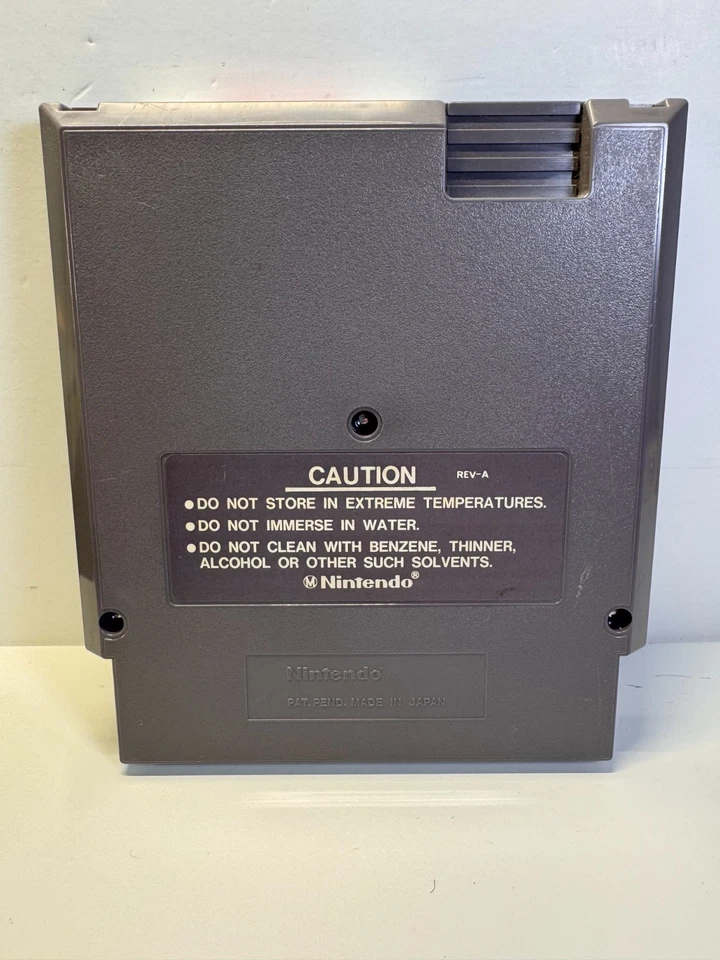 CAUTION REV-A
●DO NOT STORE IN EXTREME TEMPERATURES.
●DO NOT IMMERSE IN WATER.
●DO NOT CLEAN WITH BENZENE, THINNER,
ALCOHOL OR OTHER SUCH SOLVENTS.
Ⓜ Nintendo®
Nintendo
PAT. PEND. MADE IN JAPAN